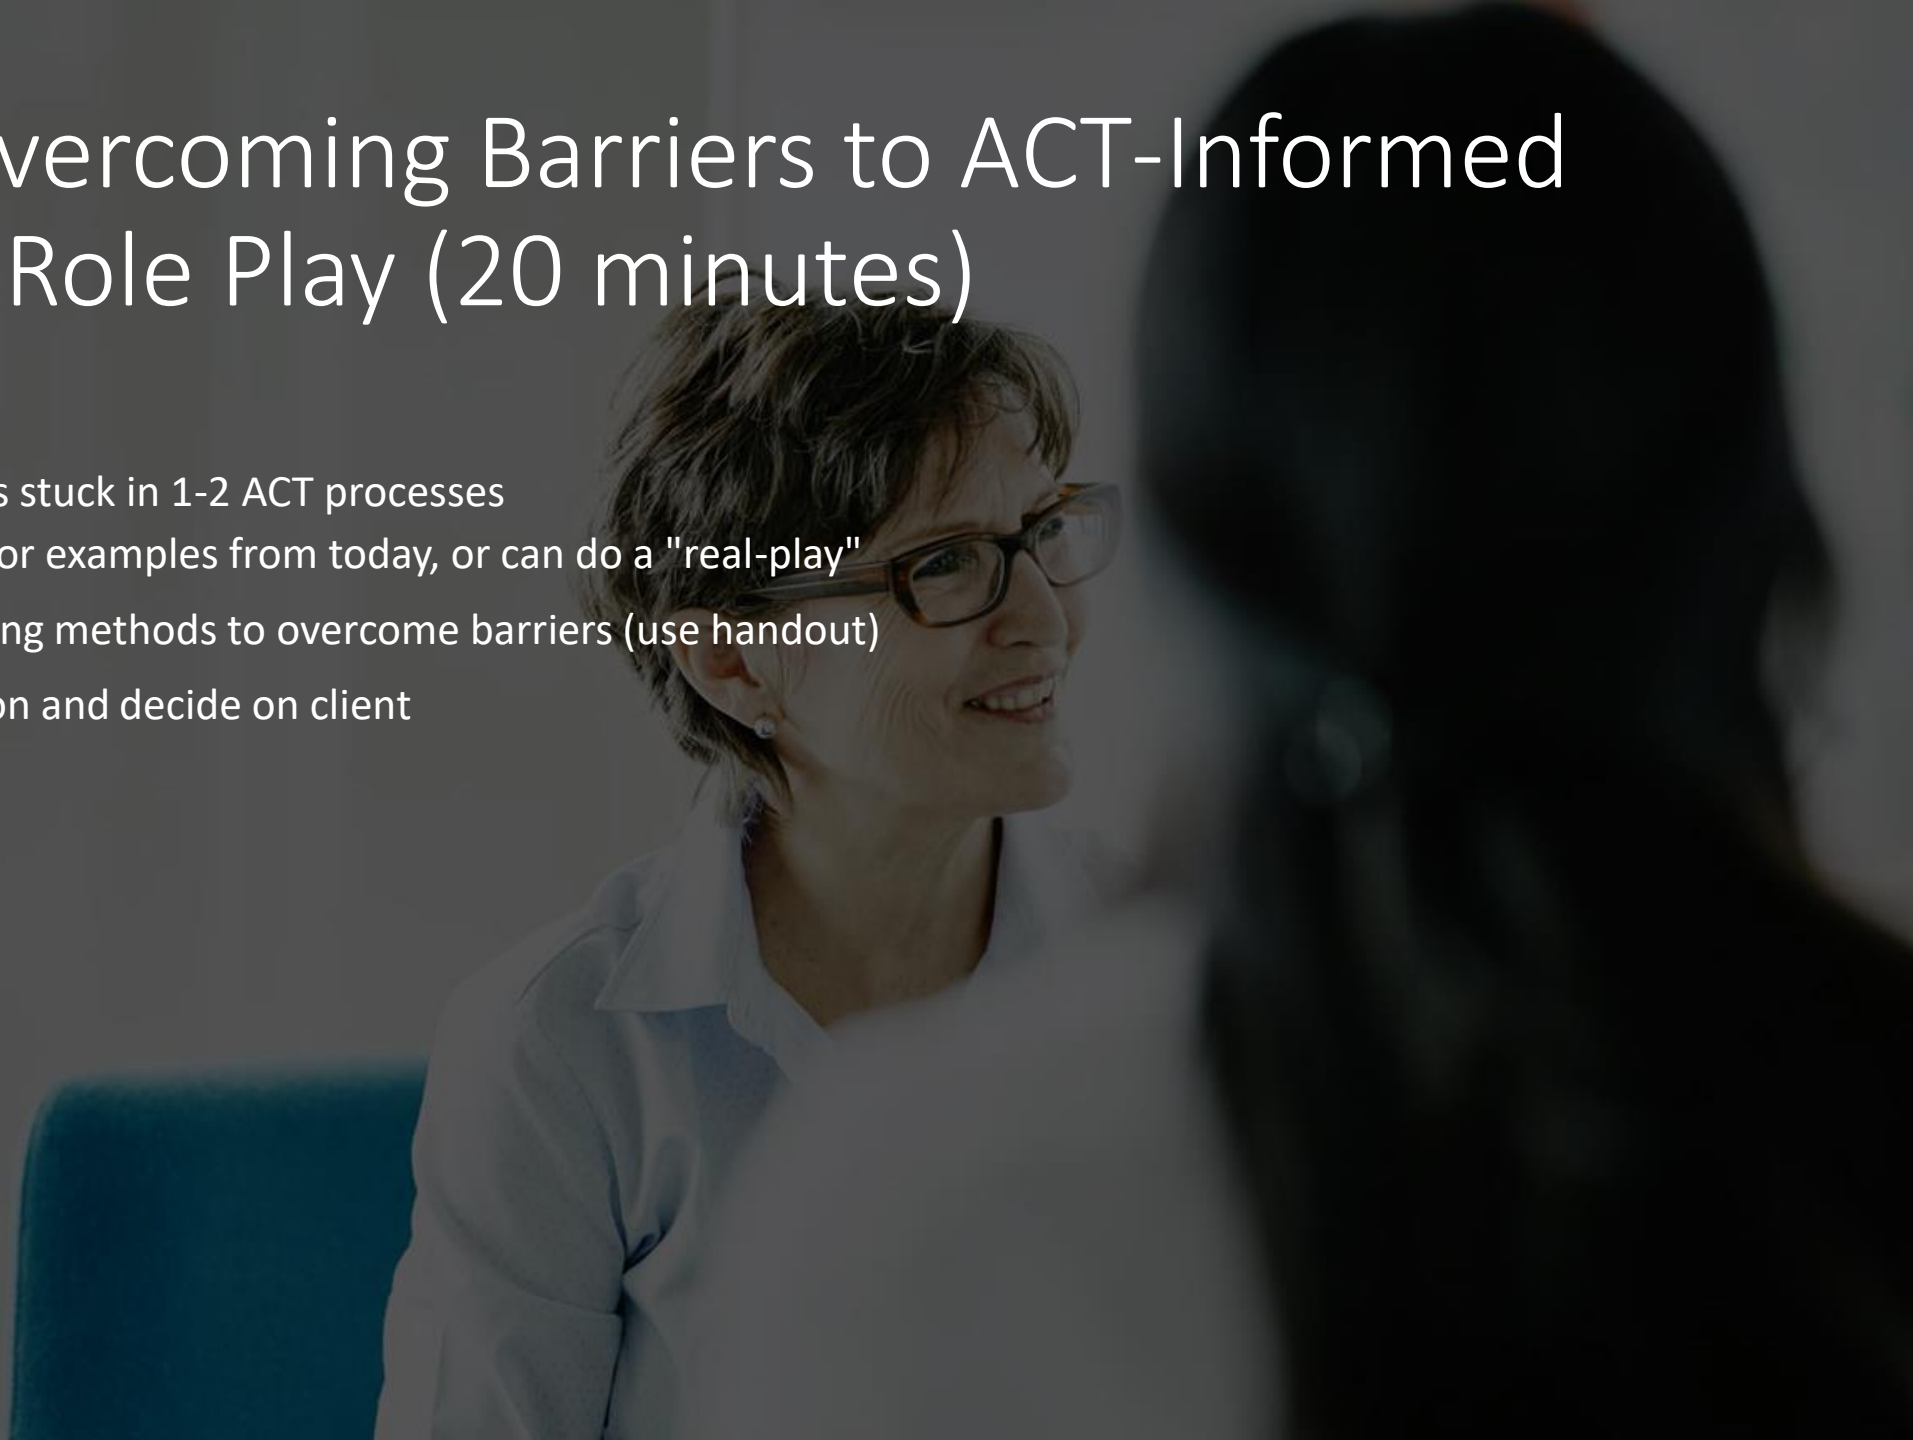 vercoming Barriers to ACT-Informed
Role Play (20 minutes)
s stuck in 1-2 ACT processes
or examples from today, or can do a "real-play"
ng methods to overcome barriers (use handout)
on and decide on client